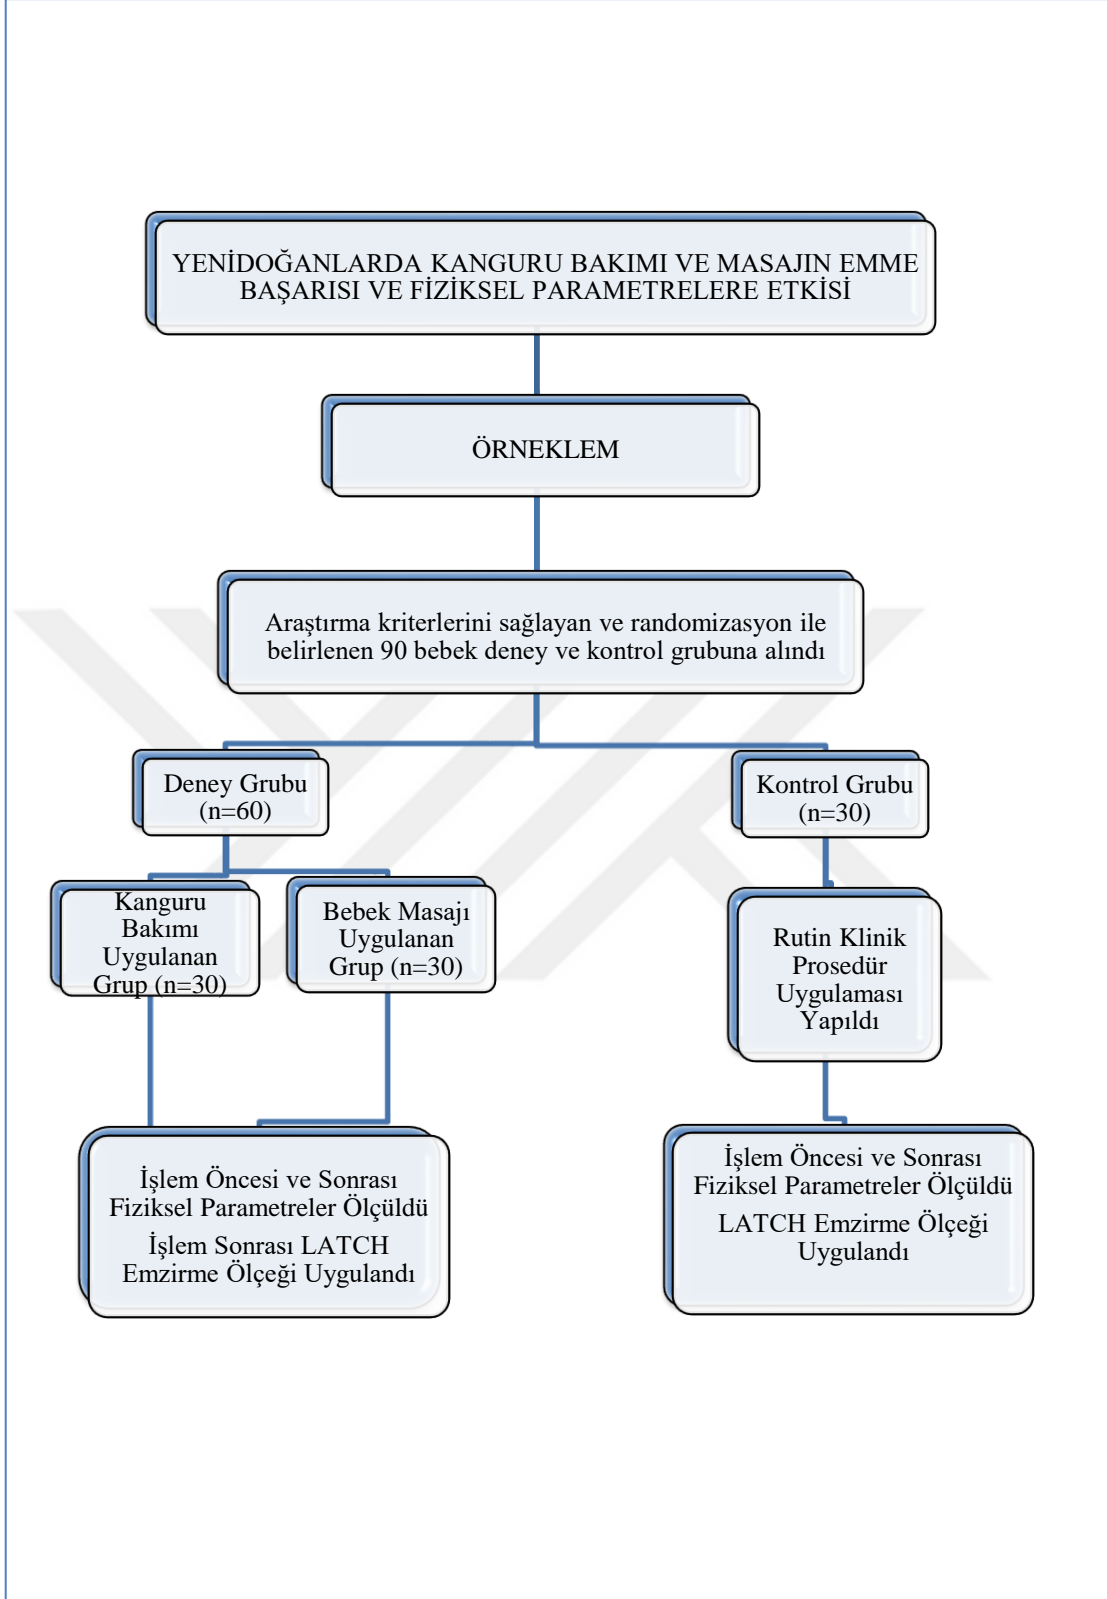 YENİDOĞANLARDA KANGURU BAKIMI VE MASAJIN EMME
BAŞARISI VE FİZİKSEL PARAMETRELERE ETKİSİ
ÖRNEKLEM
Araştırma kriterlerini sağlayan ve randomizasyon ile
belirlenen 90 bebek deney ve kontrol grubuna alındı
Deney Grubu
(n=60)
Kontrol Grubu
(n=30)
Kanguru
Bakımı
Uygulanan
Grup (n=30)
Bebek Masajı
Uygulanan
Grup (n=30)
Rutin Klinik
Prosedür
Uygulaması
Yapıldı
İşlem Öncesi ve Sonrası
Fiziksel Parametreler Ölçüldü
İşlem Sonrası LATCH
Emzirme Ölçeği Uygulandı
İşlem Öncesi ve Sonrası
Fiziksel Parametreler Ölçüldü
LATCH Emzirme Ölçeği
Uygulandı